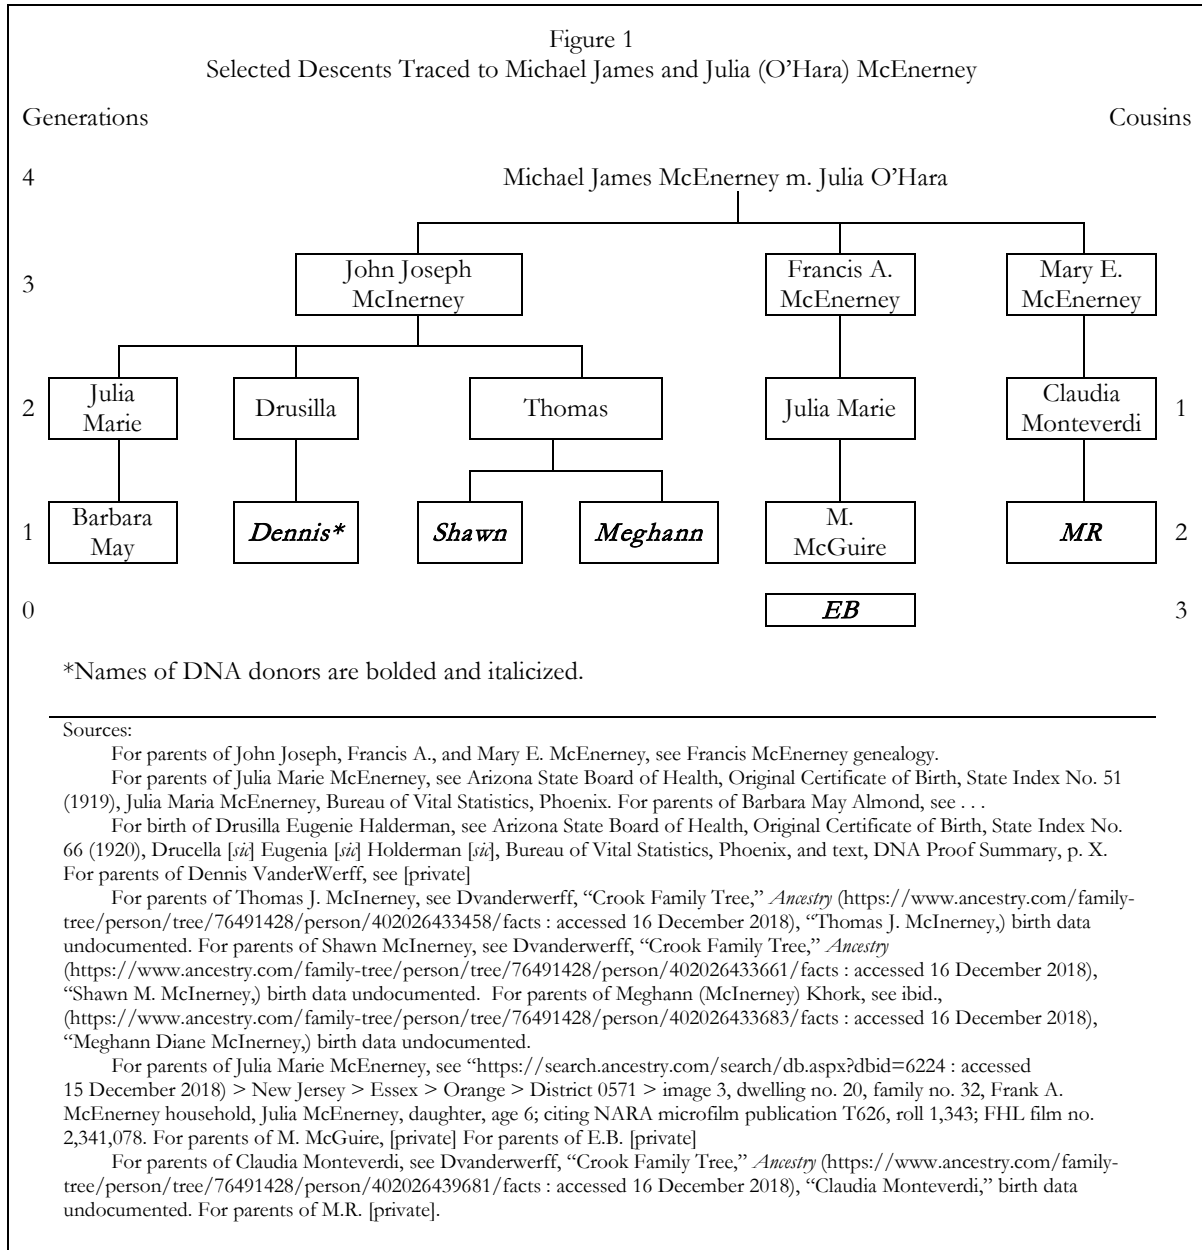 Figure 1
Selected Descents Traced to Michael James and Julia (O’Hara) McEnerney
Generations
Cousins
4
Michael James McEnerney m. Julia O’Hara
3
John Joseph
McInerney
Francis A.
McEnerney
Mary E.
McEnerney
2
Julia
Marie
Drusilla
Thomas
Julia Marie
Claudia
Monteverdi
1
1
Barbara
May
Dennis*
Shawn
Meghann
M.
McGuire
MR
2
0
EB
3
*Names of DNA donors are bolded and italicized.
Sources:
For parents of John Joseph, Francis A., and Mary E. McEnerney, see Francis McEnerney genealogy.
For parents of Julia Marie McEnerney, see Arizona State Board of Health, Original Certificate of Birth, State Index No. 51
(1919), Julia Maria McEnerney, Bureau of Vital Statistics, Phoenix. For parents of Barbara May Almond, see . . .
For birth of Drusilla Eugenie Halderman, see Arizona State Board of Health, Original Certificate of Birth, State Index No.
66 (1920), Drucella [sic] Eugenia [sic] Holderman [sic], Bureau of Vital Statistics, Phoenix, and text, DNA Proof Summary, p. X.
For parents of Dennis VanderWerff, see [private]
For parents of Thomas J. McInerney, see Dvanderwerff, “Crook Family Tree,” Ancestry (https://www.ancestry.com/family-
tree/person/tree/76491428/person/402026433458/facts : accessed 16 December 2018), “Thomas J. McInerney,) birth data
undocumented. For parents of Shawn McInerney, see Dvanderwerff, “Crook Family Tree,” Ancestry
(https://www.ancestry.com/family-tree/person/tree/76491428/person/402026433661/facts : accessed 16 December 2018),
“Shawn M. McInerney,) birth data undocumented. For parents of Meghann (McInerney) Khork, see ibid.,
(https://www.ancestry.com/family-tree/person/tree/76491428/person/402026433683/facts : accessed 16 December 2018),
“Meghann Diane McInerney,) birth data undocumented.
For parents of Julia Marie McEnerney, see “https://search.ancestry.com/search/db.aspx?dbid=6224 : accessed
15 December 2018) > New Jersey > Essex > Orange > District 0571 > image 3, dwelling no. 20, family no. 32, Frank A.
McEnerney household, Julia McEnerney, daughter, age 6; citing NARA microfilm publication T626, roll 1,343; FHL film no.
2,341,078. For parents of M. McGuire, [private] For parents of E.B. [private]
For parents of Claudia Monteverdi, see Dvanderwerff, “Crook Family Tree,” Ancestry (https://www.ancestry.com/family-
tree/person/tree/76491428/person/402026439681/facts : accessed 16 December 2018), “Claudia Monteverdi,” birth data
undocumented. For parents of M.R. [private].